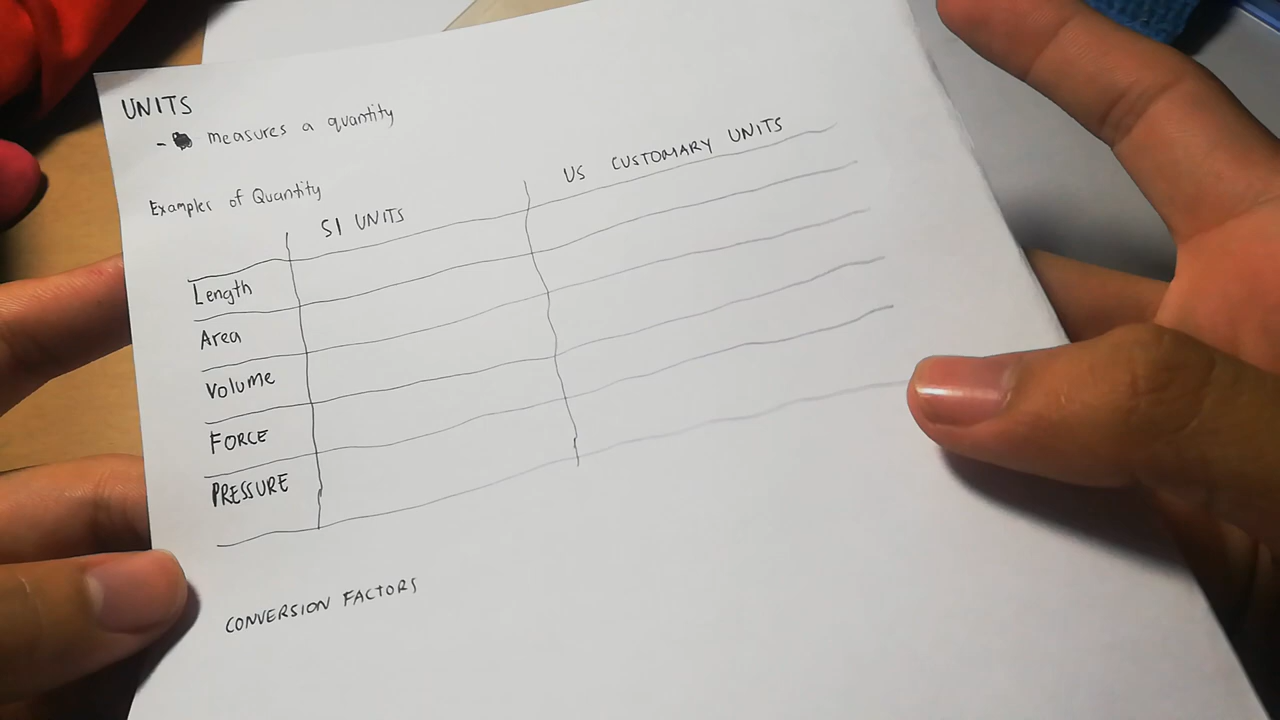 UNITS
- measures a quantity
Examples of Quantity
SI UNITS
US CUSTOMARY UNITS
Length
Area
Volume
FORCE
PRESSURE
CONVERSION FACTORS